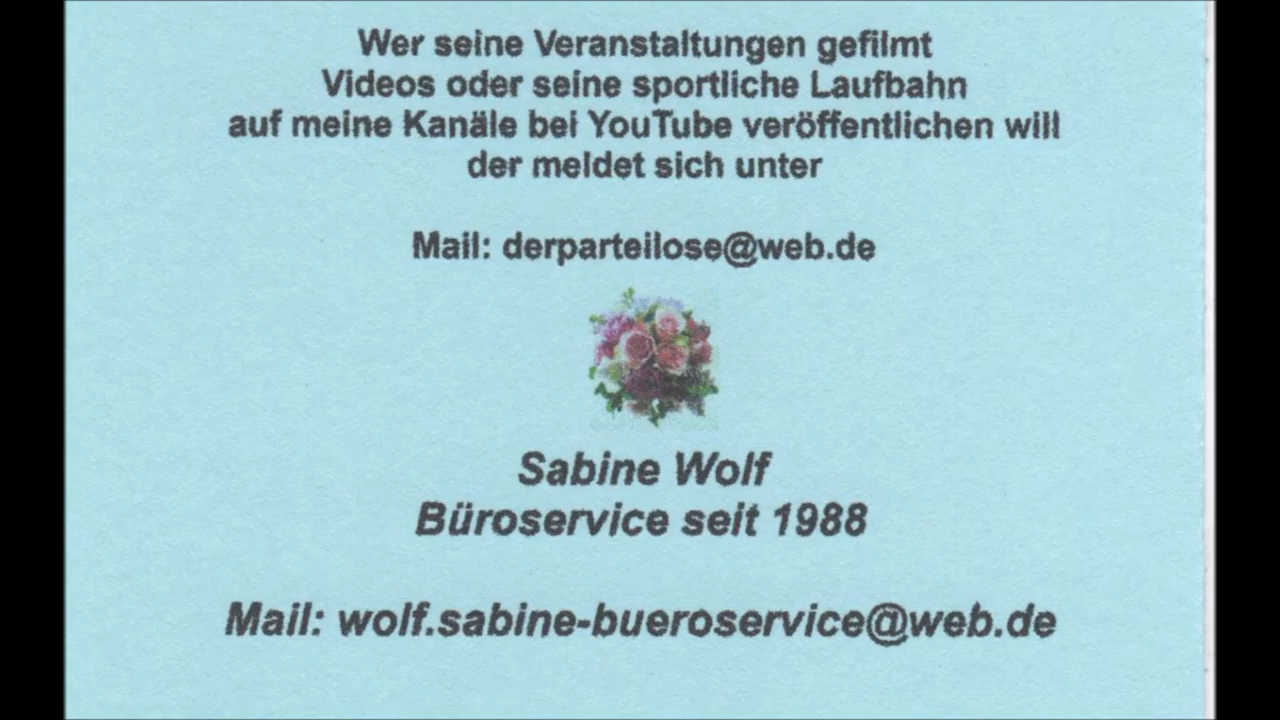 Wer seine Veranstaltungen gefilmt
Videos oder seine sportliche Laufbahn
auf meine Kanäle bei YouTube veröffentlichen will
der meldet sich unter
Mail: derparteilose@web.de
Sabine Wolf
Büroservice seit 1988
Mail: wolf.sabine-bueroservice@web.de